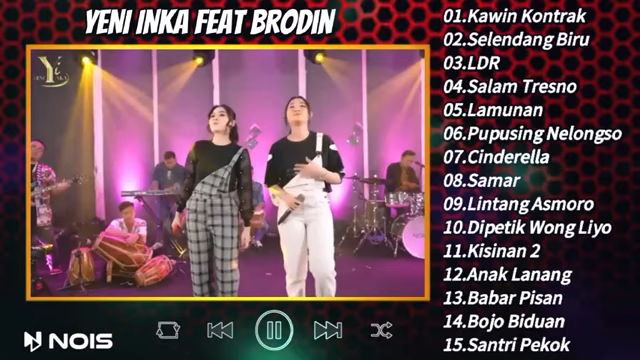 YENI INKA FEAT BRODIN
Yi
01.Kawin Kontrak
02.Selendang Biru
03.LDR
04.Salam Tresno
05.Lamunan
06.Pupusing Nelongso
07.Cinderella
08.Samar
09.Lintang Asmoro
10.Dipetik Wong Liyo
11.Kisinan 2
12.Anak Lanang
13.Babar Pisan
14.Bojo Biduan
15.Santri Pekok
NOIS